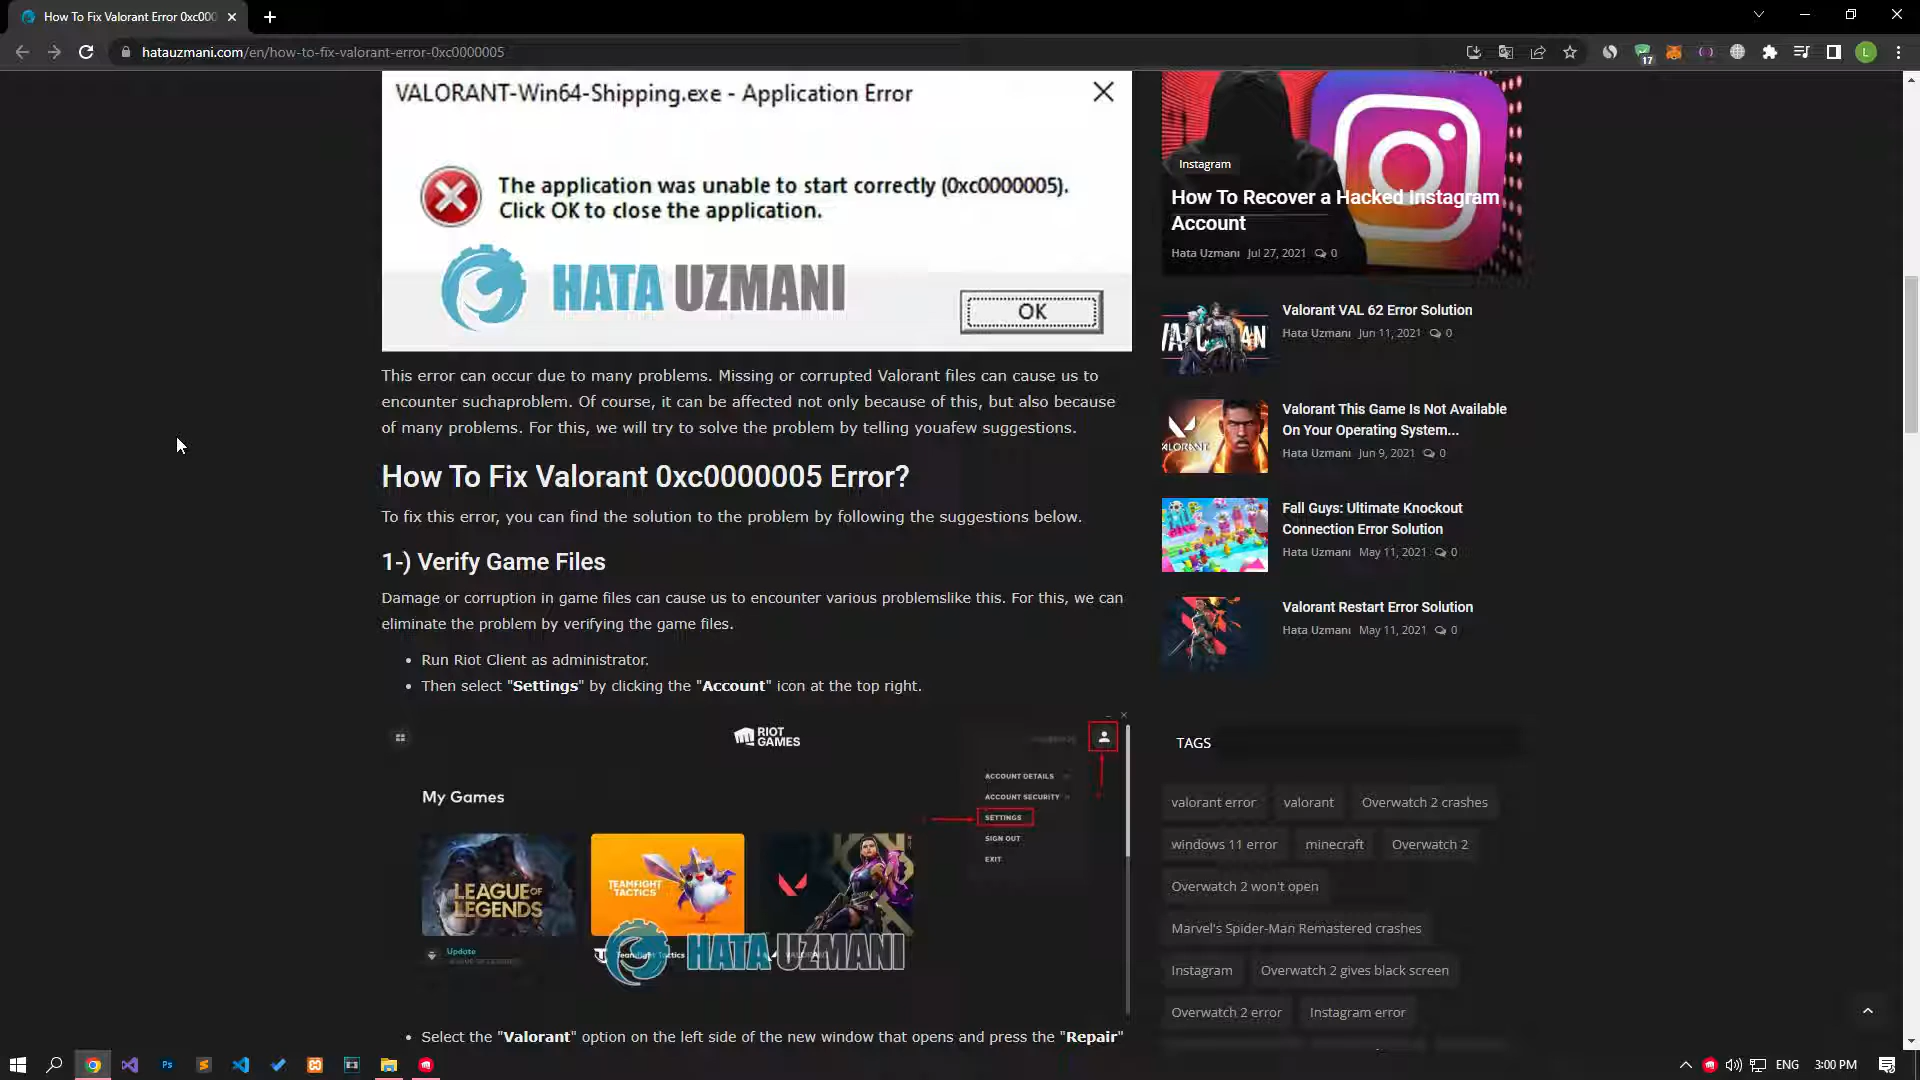 How To Fix Valorant Error 0xc000
hatauzmani.com/en/how-to-fix-valorant-error-0xc0000005
17
L
VALORANT-Win64-Shipping.exe - Application Error
The application was unable to start correctly (0xc0000005).
Click OK to close the application.
HATA UZMANI
OK
This error can occur due to many problems. Missing or corrupted Valorant files can cause us to
encounter suchaproblem. Of course, it can be affected not only because of this, but also because
of many problems. For this, we will try to solve the problem by telling youafew suggestions.
How To Fix Valorant 0xc0000005 Error?
To fix this error, you can find the solution to the problem by following the suggestions below.
1-) Verify Game Files
Damage or corruption in game files can cause us to encounter various problemslike this. For this, we can
eliminate the problem by verifying the game files.
Run Riot Client as administrator.
Then select "Settings" by clicking the "Account" icon at the top right.
RIOT
GAMES
ACCOUNT DETAILS
ACCOUNT SECURITY
SETTINGS
SIGN OUT
EXIT
My Games
LEAGUE OF
LEGENDS
TEAMFIGHT
TACTICS
Update
Teamfight Tactics
HATA UZMANI
Select the "Valorant" option on the left side of the new window that opens and press the "Repair"
Instagram
How To Recover a Hacked Instagram
Account
Hata Uzmanı Jul 27, 2021 0
Valorant VAL 62 Error Solution
Hata Uzmanı Jun 11, 2021 0
Valorant This Game Is Not Available
On Your Operating System...
Hata Uzmanı Jun 9, 2021 0
Fall Guys: Ultimate Knockout
Connection Error Solution
Hata Uzmanı May 11, 2021 0
Valorant Restart Error Solution
Hata Uzmanı May 11, 2021 0
TAGS
valorant error
valorant
Overwatch 2 crashes
windows 11 error
minecraft
Overwatch 2
Overwatch 2 won't open
Marvel's Spider-Man Remastered crashes
Instagram
Overwatch 2 gives black screen
Overwatch 2 error
Instagram error
Ps
ENG
3:00 PM